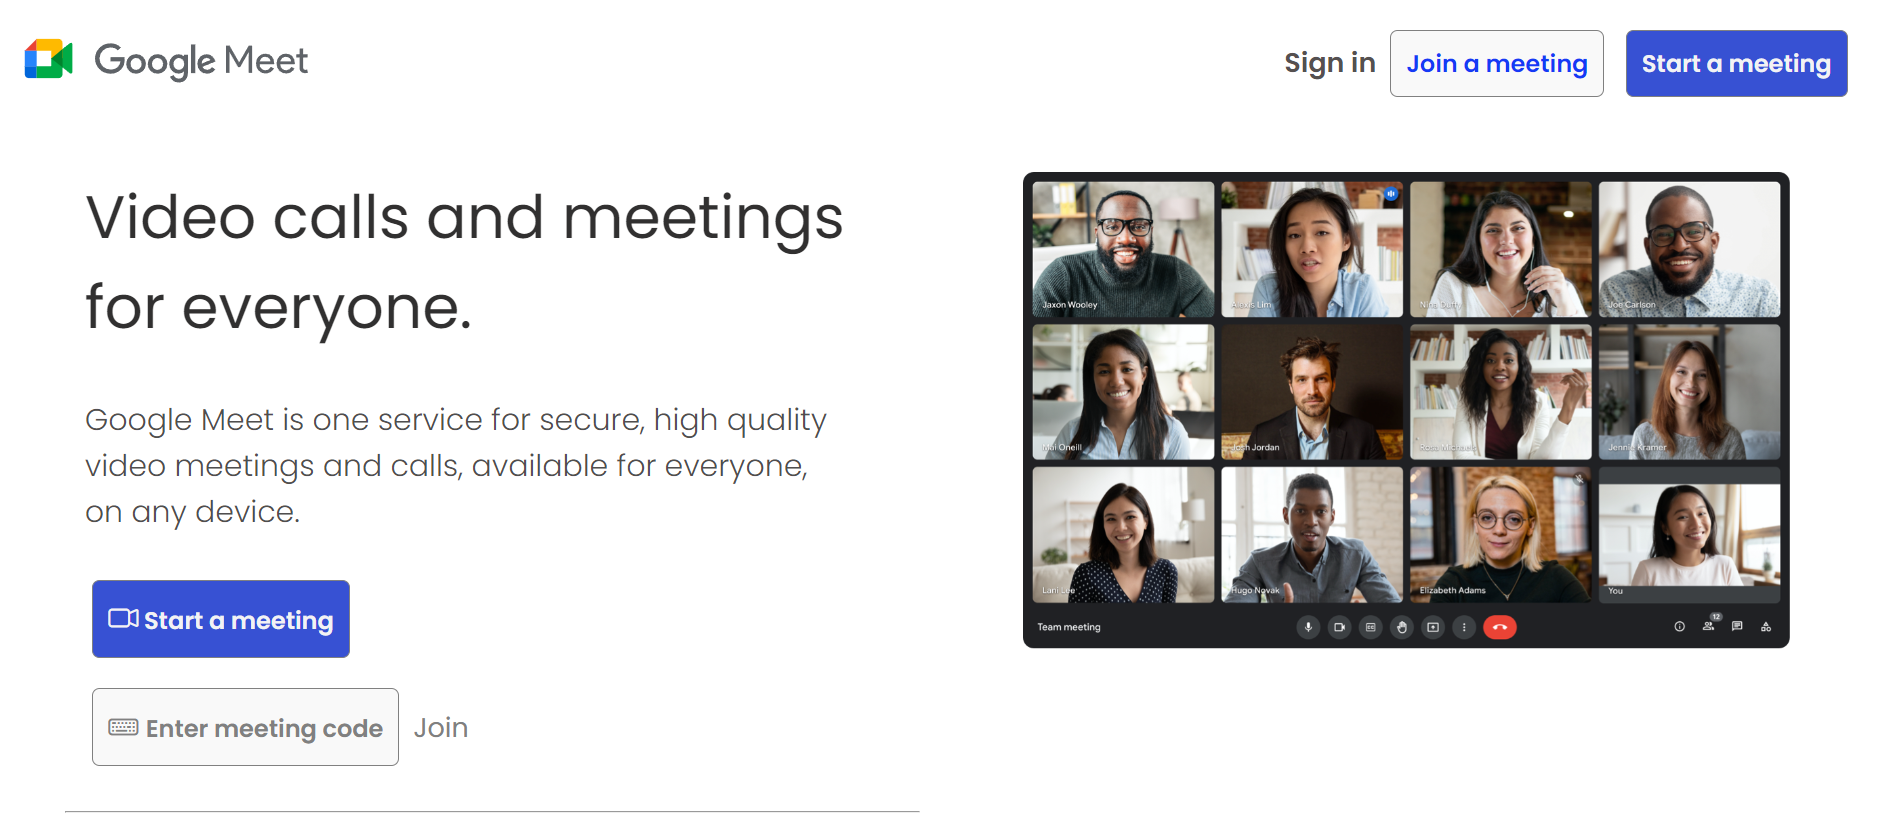 Google Meet
Sign in
Join a meeting
Start a meeting
Video calls and meetings
for everyone.
Google Meet is one service for secure, high quality
video meetings and calls, available for everyone,
on any device.
Start a meeting
Enter meeting code
Join
Jaxon Wooley
Alexis Lim
Nina Duffy
Joe Carlson
Mai Oneill
Josh Jordan
Rosa Michaels
Jennie Kramer
Lani Lee
Hugo Novak
Elizabeth Adams
You
Team meeting
12